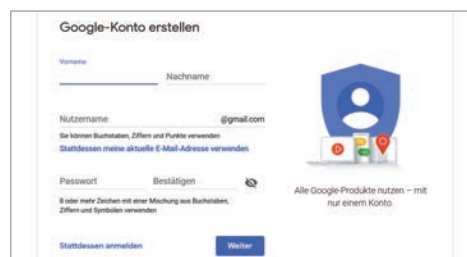 Google-Konto erstellen
Vorname
Nachname
Nutzername
@gmail.com
Sie können Buchstaben, Ziffern und Punkte verwenden
Stattdessen meine aktuelle E-Mail-Adresse verwenden
Passwort
Bestätigen
8 oder mehr Zeichen mit einer Mischung aus Buchstaben,
Ziffern und Symbolen verwenden
Stattdessen anmelden
Weiter
Alle Google-Produkte nutzen – mit
nur einem Konto.